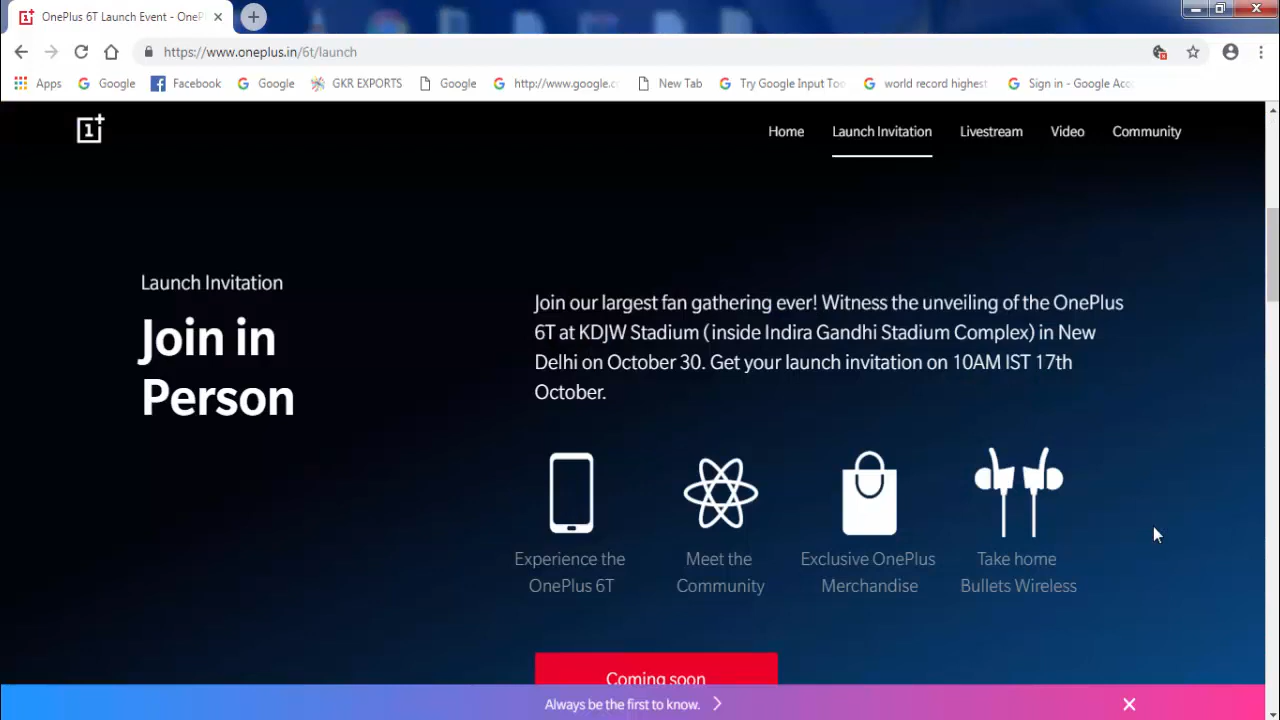 OnePlus 6T Launch Event - OneP
https://www.oneplus.in/6t/launch
Apps
Google
Facebook
Google
GKR EXPORTS
Google
http://www.google.c
New Tab
Try Google Input Too
world record highest
Sign in - Google Acc
Home
Launch Invitation
Livestream
Video
Community
Launch Invitation
Join in
Person
Join our largest fan gathering ever! Witness the unveiling of the OnePlus
6T at KDJW Stadium (inside Indira Gandhi Stadium Complex) in New
Delhi on October 30. Get your launch invitation on 10AM IST 17th
October.
Experience the
OnePlus 6T
Meet the
Community
Exclusive OnePlus
Merchandise
Take home
Bullets Wireless
Coming soon
Always be the first to know.